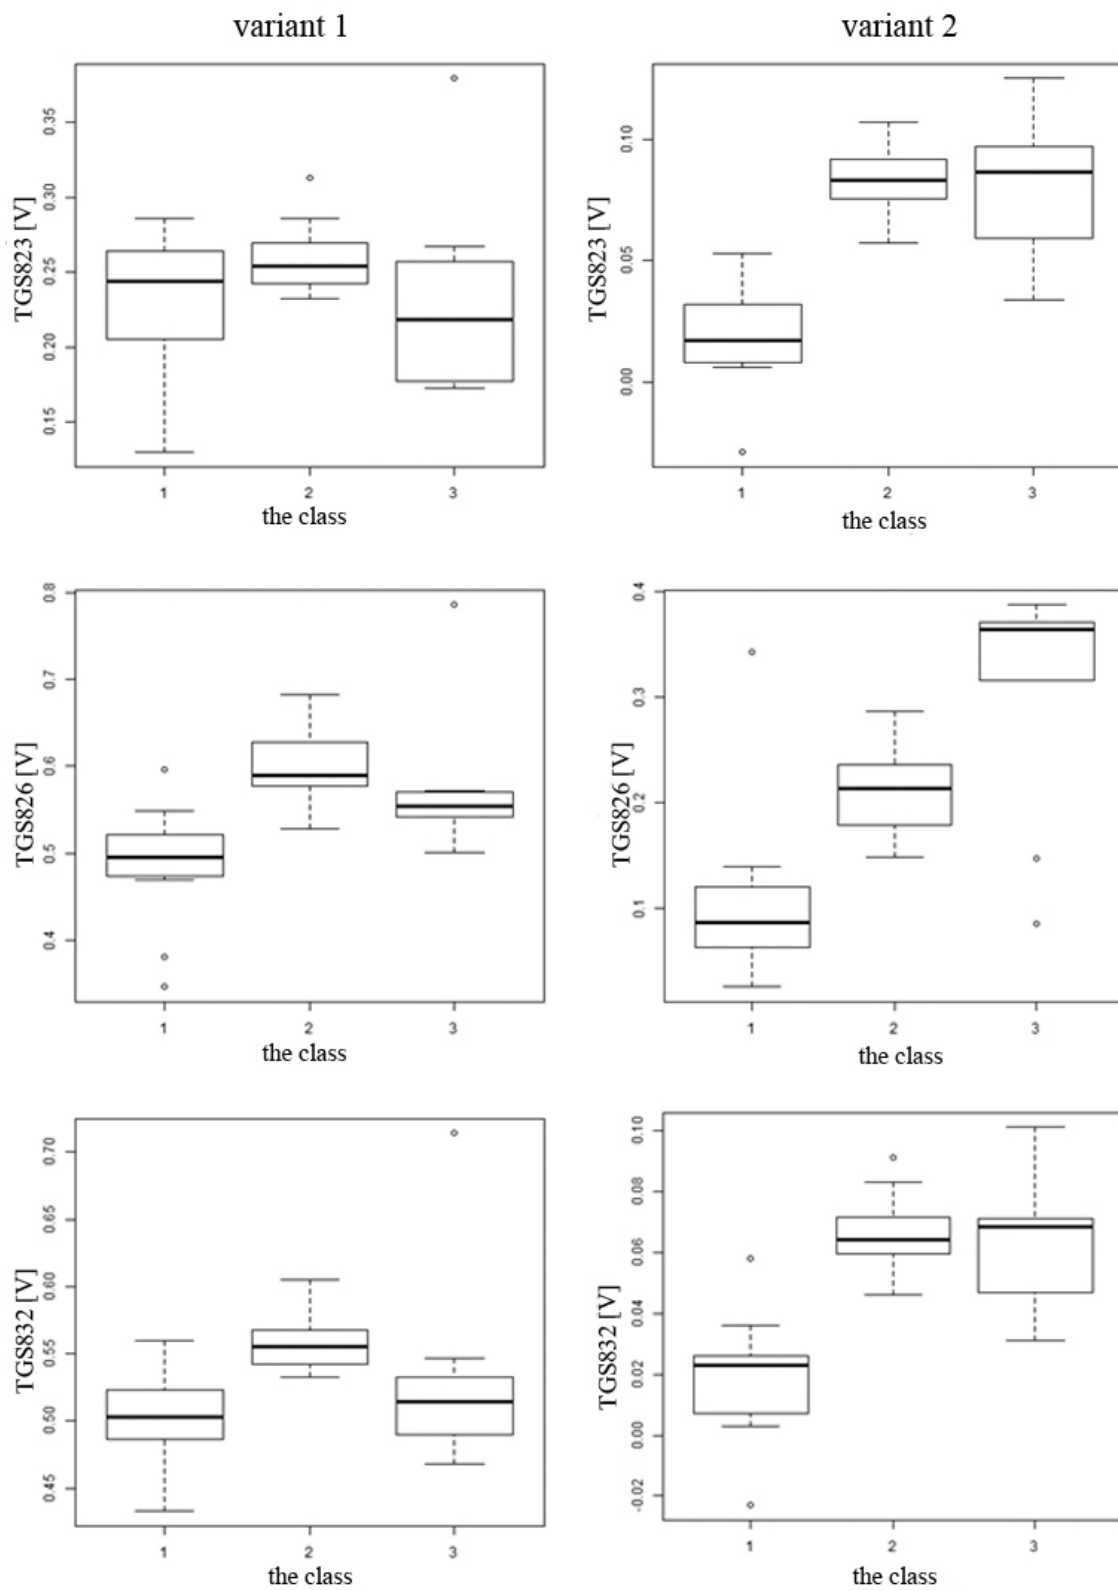 variant 1
variant 2
TGS823 [V]
0.35
0.30
0.25
0.20
0.15
1 2 3
the class
TGS823 [V]
0.10
0.05
0.00
1 2 3
the class
TGS826 [V]
0.8
0.7
0.6
0.5
0.4
1 2 3
the class
TGS826 [V]
0.4
0.3
0.2
0.1
1 2 3
the class
TGS832 [V]
0.70
0.65
0.60
0.55
0.50
0.45
1 2 3
the class
TGS832 [V]
0.10
0.08
0.06
0.04
0.02
0.00
-0.02
1 2 3
the class